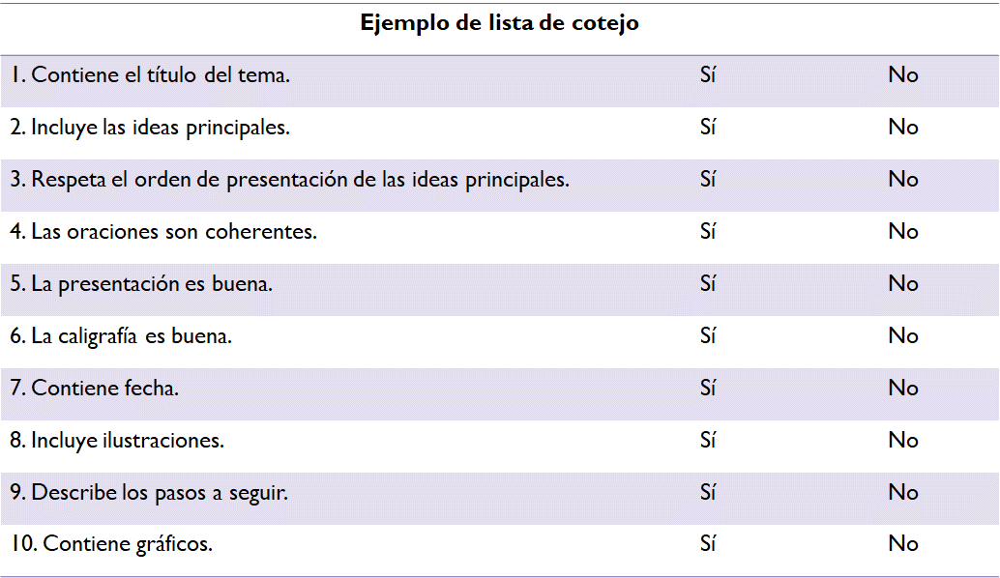 Ejemplo de lista de cotejo
1. Contiene el título del tema. Sí No
2. Incluye las ideas principales. Sí No
3. Respeta el orden de presentación de las ideas principales. Sí No
4. Las oraciones son coherentes. Sí No
5. La presentación es buena. Sí No
6. La caligrafía es buena. Sí No
7. Contiene fecha. Sí No
8. Incluye ilustraciones. Sí No
9. Describe los pasos a seguir. Sí No
10. Contiene gráficos. Sí No